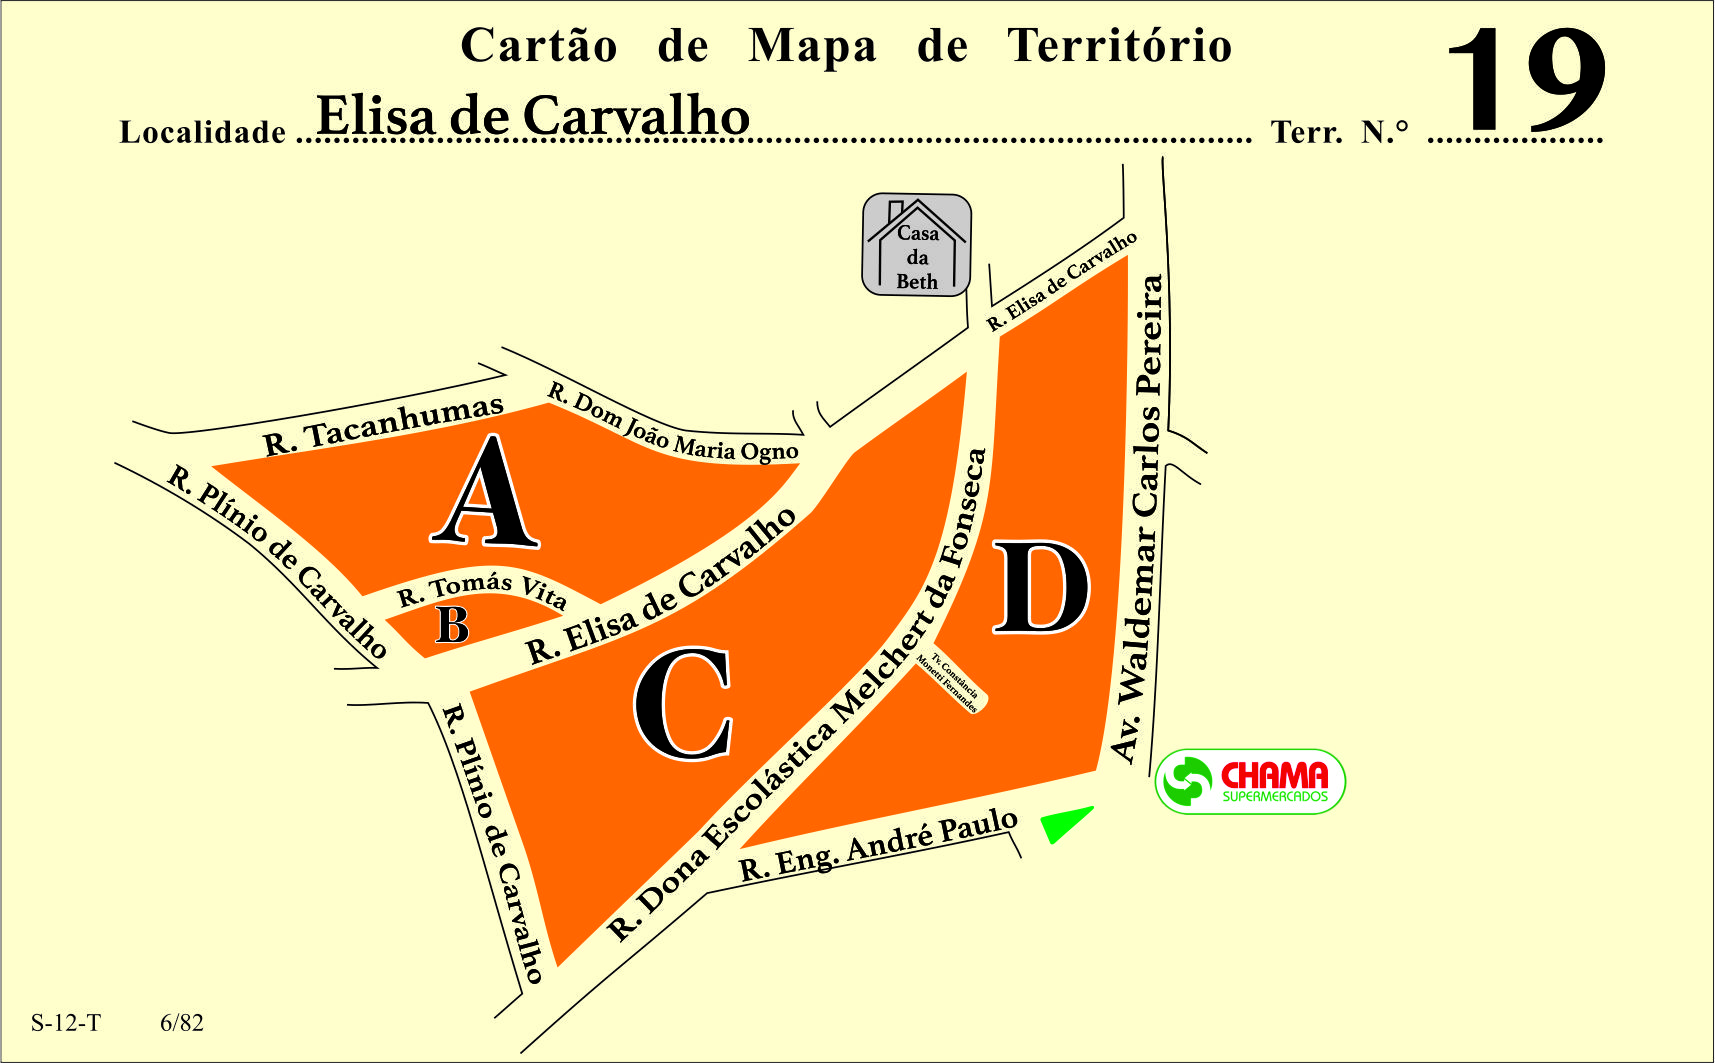 Cartão de Mapa de Território
19
Localidade Elisa de Carvalho Terr. N.°
Casa
da
Beth
R. Elisa de Carvalho
R. Tacanhumas
R. Dom João Maria Ogno
A
R. Plínio de Carvalho
R. Tomás Vita
B
R. Elisa de Carvalho
C
R. Dona Escolástica Melchert da Fonseca
D
Av. Waldemar Carlos Pereira
Tv. Constância
Monetti Fernandes
R. Plínio de Carvalho
R. Eng. André Paulo
CHAMA
SUPERMERCADOS
S-12-T 6/82